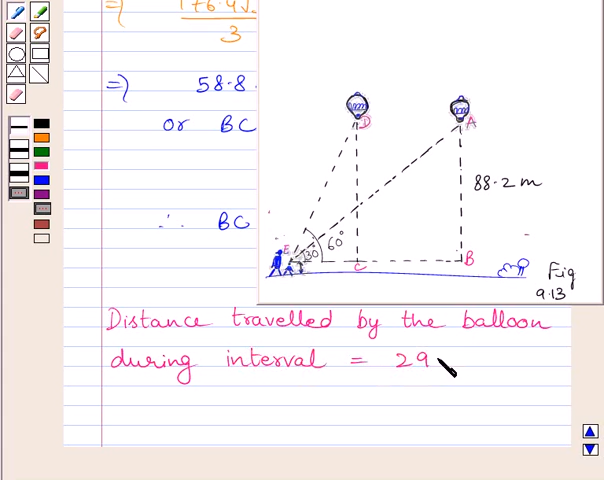 =)
3
=) 58.8
or BC
∴ BC
D
A
88.2 m
E
60°
30
C
B
Fig
9.13
Distance travelled by the balloon
during interval = 29